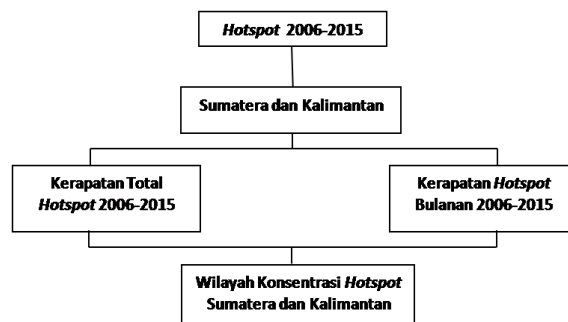 Hotspot 2006-2015
Sumatera dan Kalimantan
Kerapatan Total
Hotspot 2006-2015
Kerapatan Hotspot
Bulanan 2006-2015
Wilayah Konsentrasi Hotspot
Sumatera dan Kalimantan